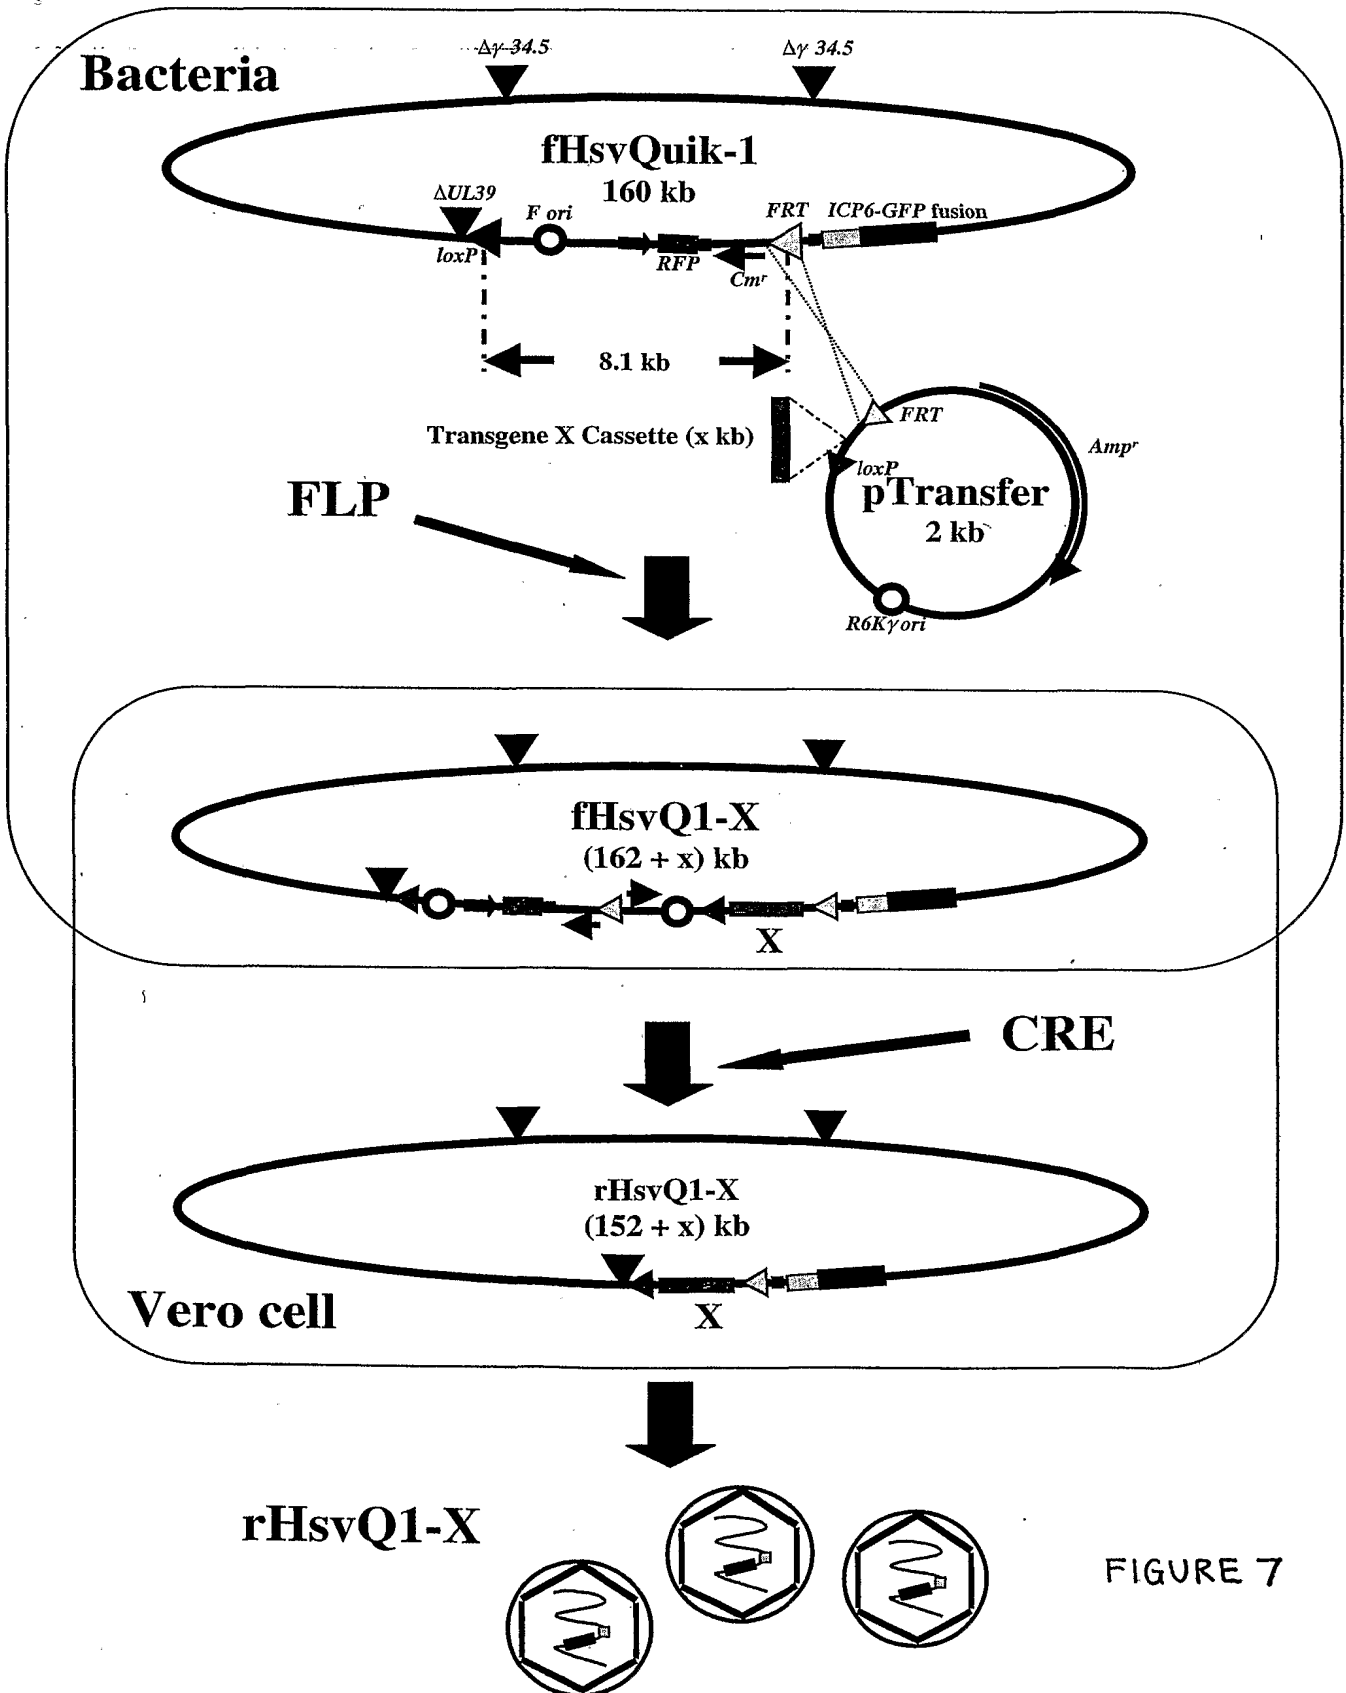 Δγ 34.5
Δγ 34.5
Bacteria
fHsvQuik-1
160 kb
ΔUL39
F ori
FRT
ICP6-GFP fusion
loxP
RFP
Cmʳ
8.1 kb
FRT
Transgene X Cassette (x kb)
Ampʳ
loxP
FLP
pTransfer
2 kb
R6Kγ ori
fHsvQ1-X
(162 + x) kb
X
CRE
rHsvQ1-X
(152 + x) kb
Vero cell
X
rHsvQ1-X
FIGURE 7